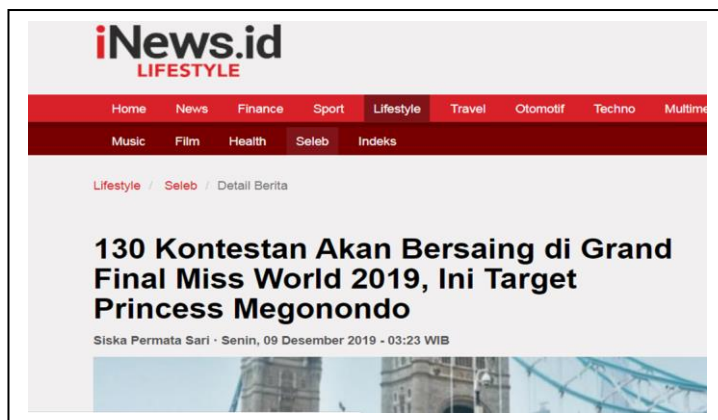 iNews.id
LIFESTYLE
Home News Finance Sport Lifestyle Travel Otomotif Techno Multime
Music Film Health Seleb Indeks
Lifestyle / Seleb / Detail Berita
130 Kontestan Akan Bersaing di Grand
Final Miss World 2019, Ini Target
Princess Megonondo
Siska Permata Sari · Senin, 09 Desember 2019 - 03:23 WIB